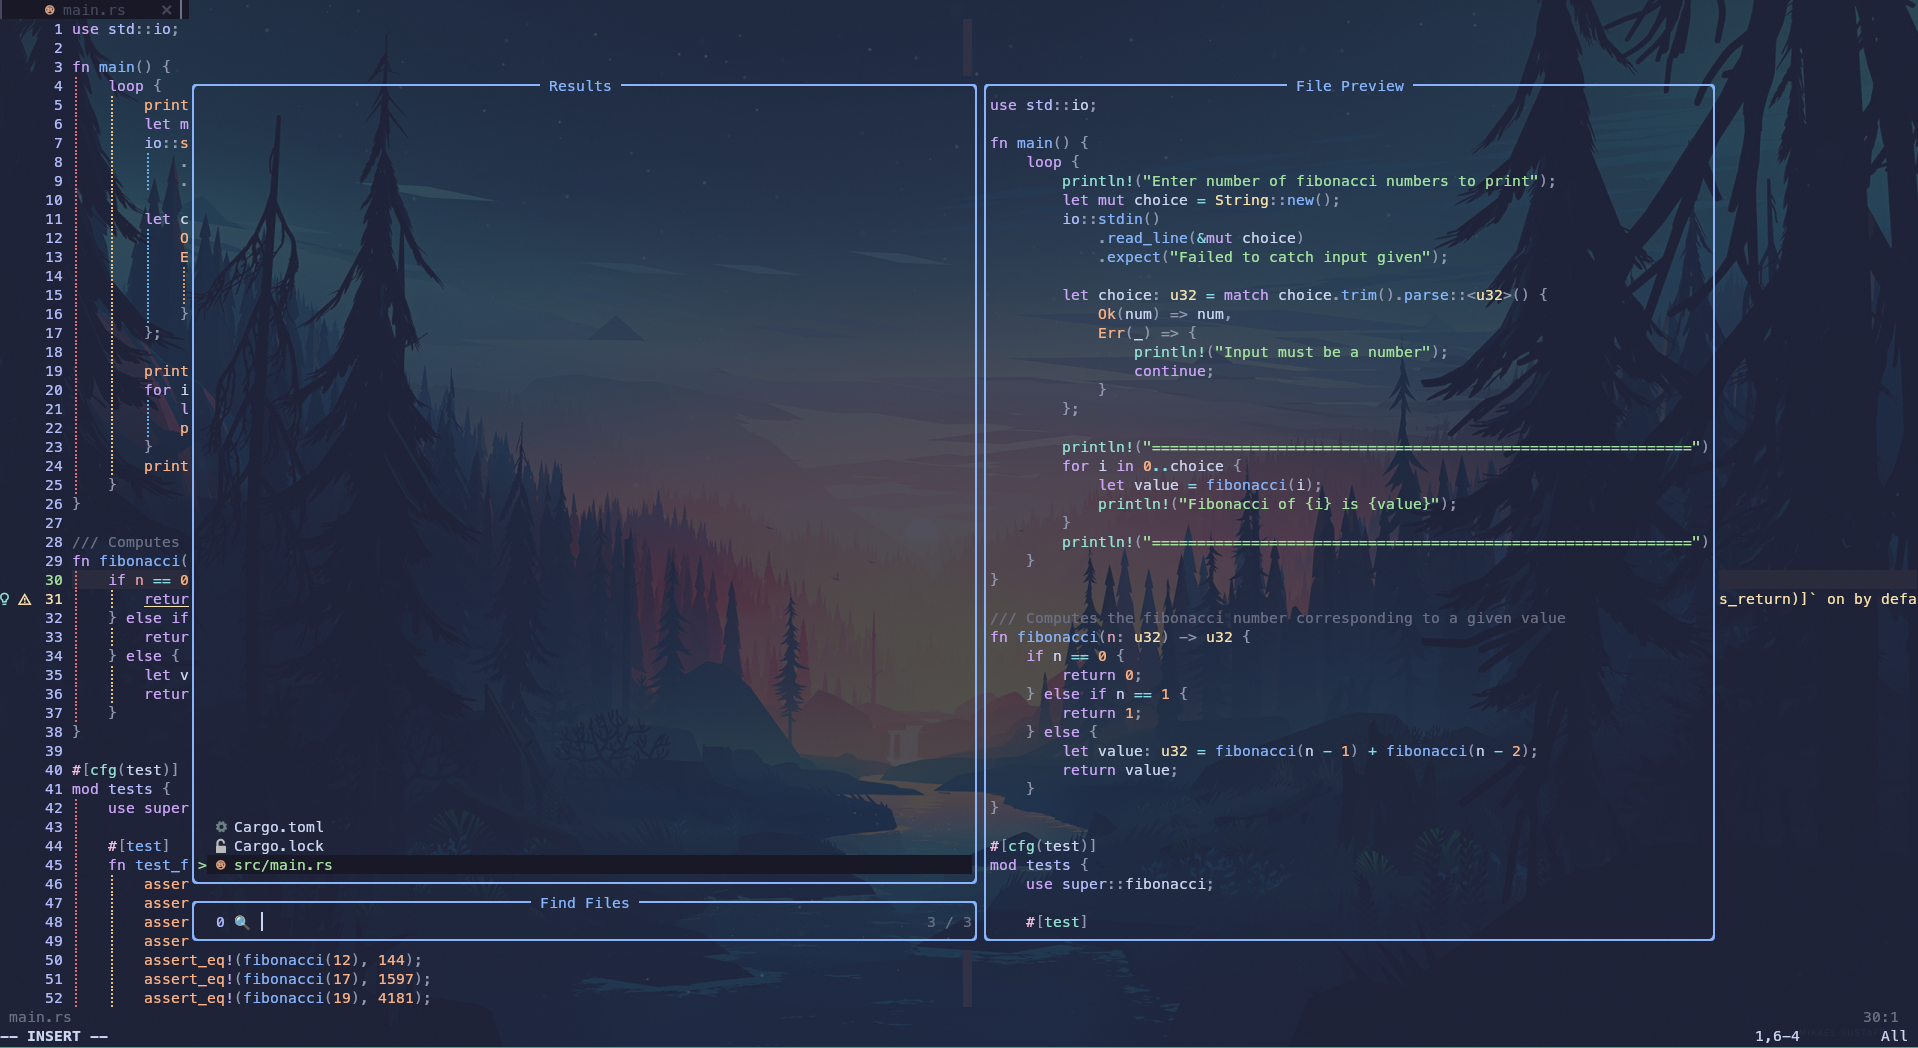 main.rs ✕
1 use std::io;
2
3 fn main() {
4 loop {
5 print
6 let m
7 io::s
8 .
9 .
10
11 let c
12 O
13 E
14
15
16 }
17 };
18
19 print
20 for i
21 l
22 p
23 }
24 print
25 }
26 }
27
28 /// Computes
29 fn fibonacci(
30 if n == 0
31 retur
s_return)]` on by defa
32 } else if
33 retur
34 } else {
35 let v
36 retur
37 }
38 }
39
40 #[cfg(test)]
41 mod tests {
42 use super
43
44 #[test]
45 fn test_f
46 asser
47 asser
48 asser
49 asser
50 assert_eq!(fibonacci(12), 144);
51 assert_eq!(fibonacci(17), 1597);
52 assert_eq!(fibonacci(19), 4181);
Results
Cargo.toml
Cargo.lock
> src/main.rs
Find Files
0 3 / 3
File Preview
use std::io;
fn main() {
loop {
println!("Enter number of fibonacci numbers to print");
let mut choice = String::new();
io::stdin()
.read_line(&mut choice)
.expect("Failed to catch input given");
let choice: u32 = match choice.trim().parse::<u32>() {
Ok(num) => num,
Err(_) => {
println!("Input must be a number");
continue;
}
};
println!("============================================================")
for i in 0..choice {
let value = fibonacci(i);
println!("Fibonacci of {i} is {value}");
}
println!("============================================================")
}
}
/// Computes the fibonacci number corresponding to a given value
fn fibonacci(n: u32) -> u32 {
if n == 0 {
return 0;
} else if n == 1 {
return 1;
} else {
let value: u32 = fibonacci(n - 1) + fibonacci(n - 2);
return value;
}
}
#[cfg(test)]
mod tests {
use super::fibonacci;
#[test]
main.rs 30:1
-- INSERT -- 1,6-4 All